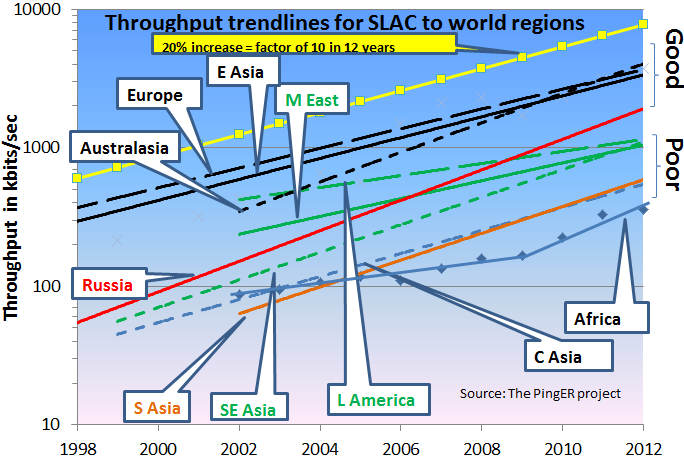 Throughput trendlines for SLAC to world regions
20% increase = factor of 10 in 12 years
Throughput in kbits/sec
10000
1000
100
10
1998
2000
2002
2004
2006
2008
2010
2012
E Asia
M East
Europe
Australasia
Russia
S Asia
SE Asia
L America
C Asia
Africa
Good
Poor
Source: The PingER project